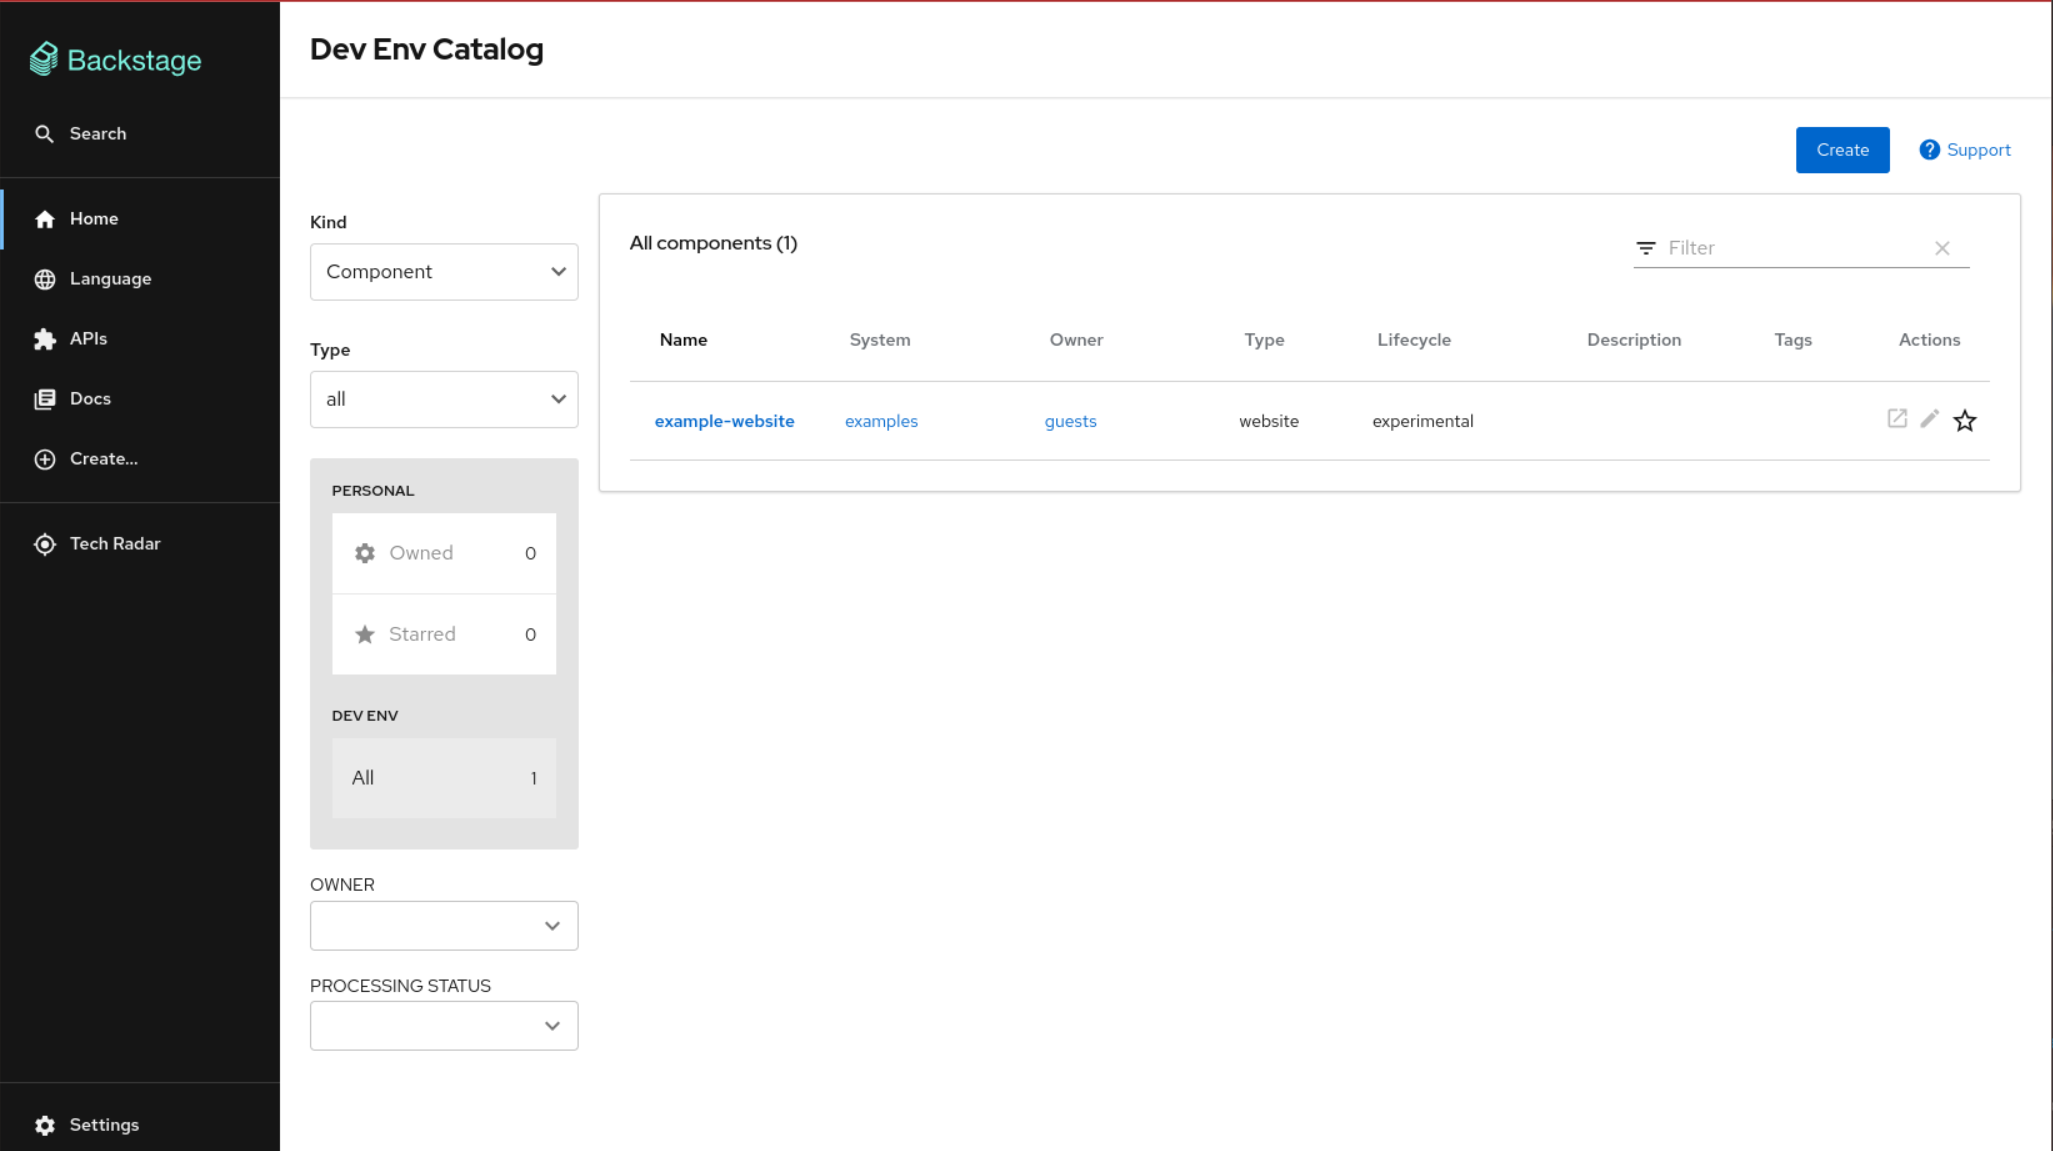 Backstage
Search
Home
Language
APIs
Docs
Create...
Tech Radar
Settings
Dev Env Catalog
Create
Support
Kind
Component
Type
all
PERSONAL
Owned 0
Starred 0
DEV ENV
All 1
OWNER
PROCESSING STATUS
All components (1)
Filter
Name System Owner Type Lifecycle Description Tags Actions
example-website examples guests website experimental